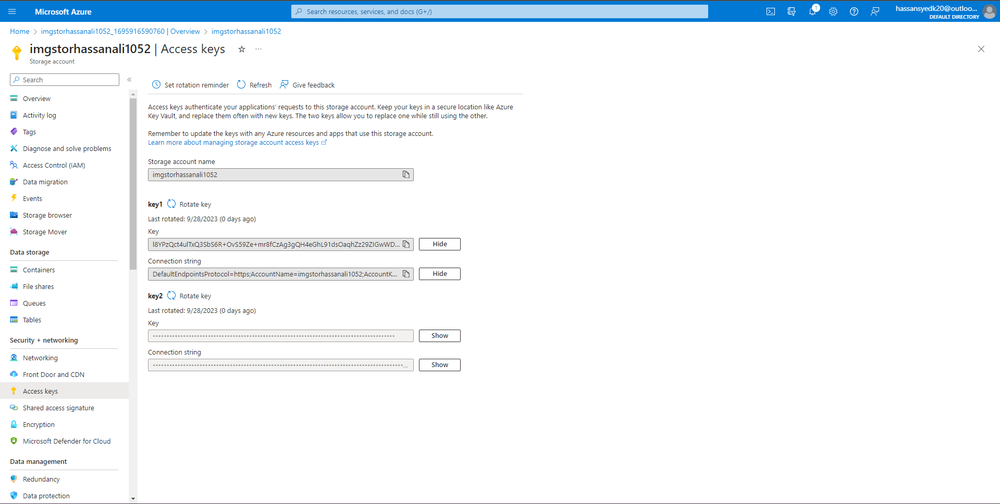 Microsoft Azure
Search resources, services, and docs (G+/)
1
hassansyedk20@outloo...
DEFAULT DIRECTORY
Home > imgstorhassanali1052_1695916590760 | Overview > imgstorhassanali1052
imgstorhassanali1052 | Access keys
Storage account
Search
Overview
Activity log
Tags
Diagnose and solve problems
Access Control (IAM)
Data migration
Events
Storage browser
Storage Mover
Data storage
Containers
File shares
Queues
Tables
Security + networking
Networking
Front Door and CDN
Access keys
Shared access signature
Encryption
Microsoft Defender for Cloud
Data management
Redundancy
Data protection
Set rotation reminder
Refresh
Give feedback
Access keys authenticate your applications' requests to this storage account. Keep your keys in a secure location like Azure
Key Vault, and replace them often with new keys. The two keys allow you to replace one while still using the other.
Remember to update the keys with any Azure resources and apps that use this storage account.
Learn more about managing storage account access keys
Storage account name
imgstorhassanali1052
key1
Rotate key
Last rotated: 9/28/2023 (0 days ago)
Key
Hide
Connection string
DefaultEndpointsProtocol=https;AccountName=imgstorhassanali1052;AccountK...
Hide
key2
Rotate key
Last rotated: 9/28/2023 (0 days ago)
Key
Show
Connection string
Show